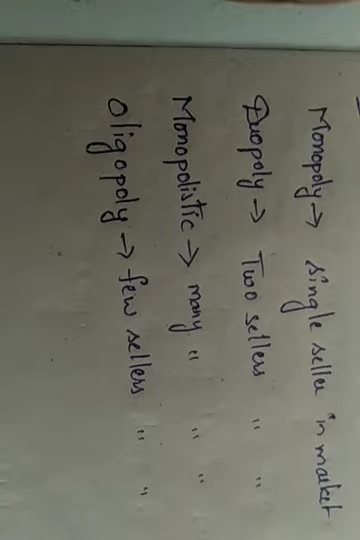 Monopoly → single seller in market
Duopoly → Two sellers " "
Monopolistic → many " " "
Oligopoly → few sellers " "